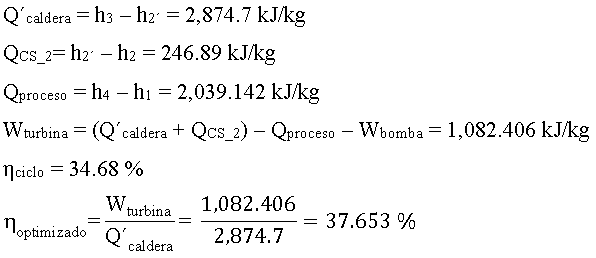 Q´caldera = h3 – h2´ = 2,874.7 kJ/kg
QCS_2= h2´ – h2 = 246.89 kJ/kg
Qproceso = h4 – h1 = 2,039.142 kJ/kg
Wturbina = (Q´caldera + QCS_2) – Qproceso – Wbomba = 1,082.406 kJ/kg
ηciclo = 34.68 %
ηoptimizado= Wturbina / Q´caldera = 1,082.406 / 2,874.7 = 37.653 %